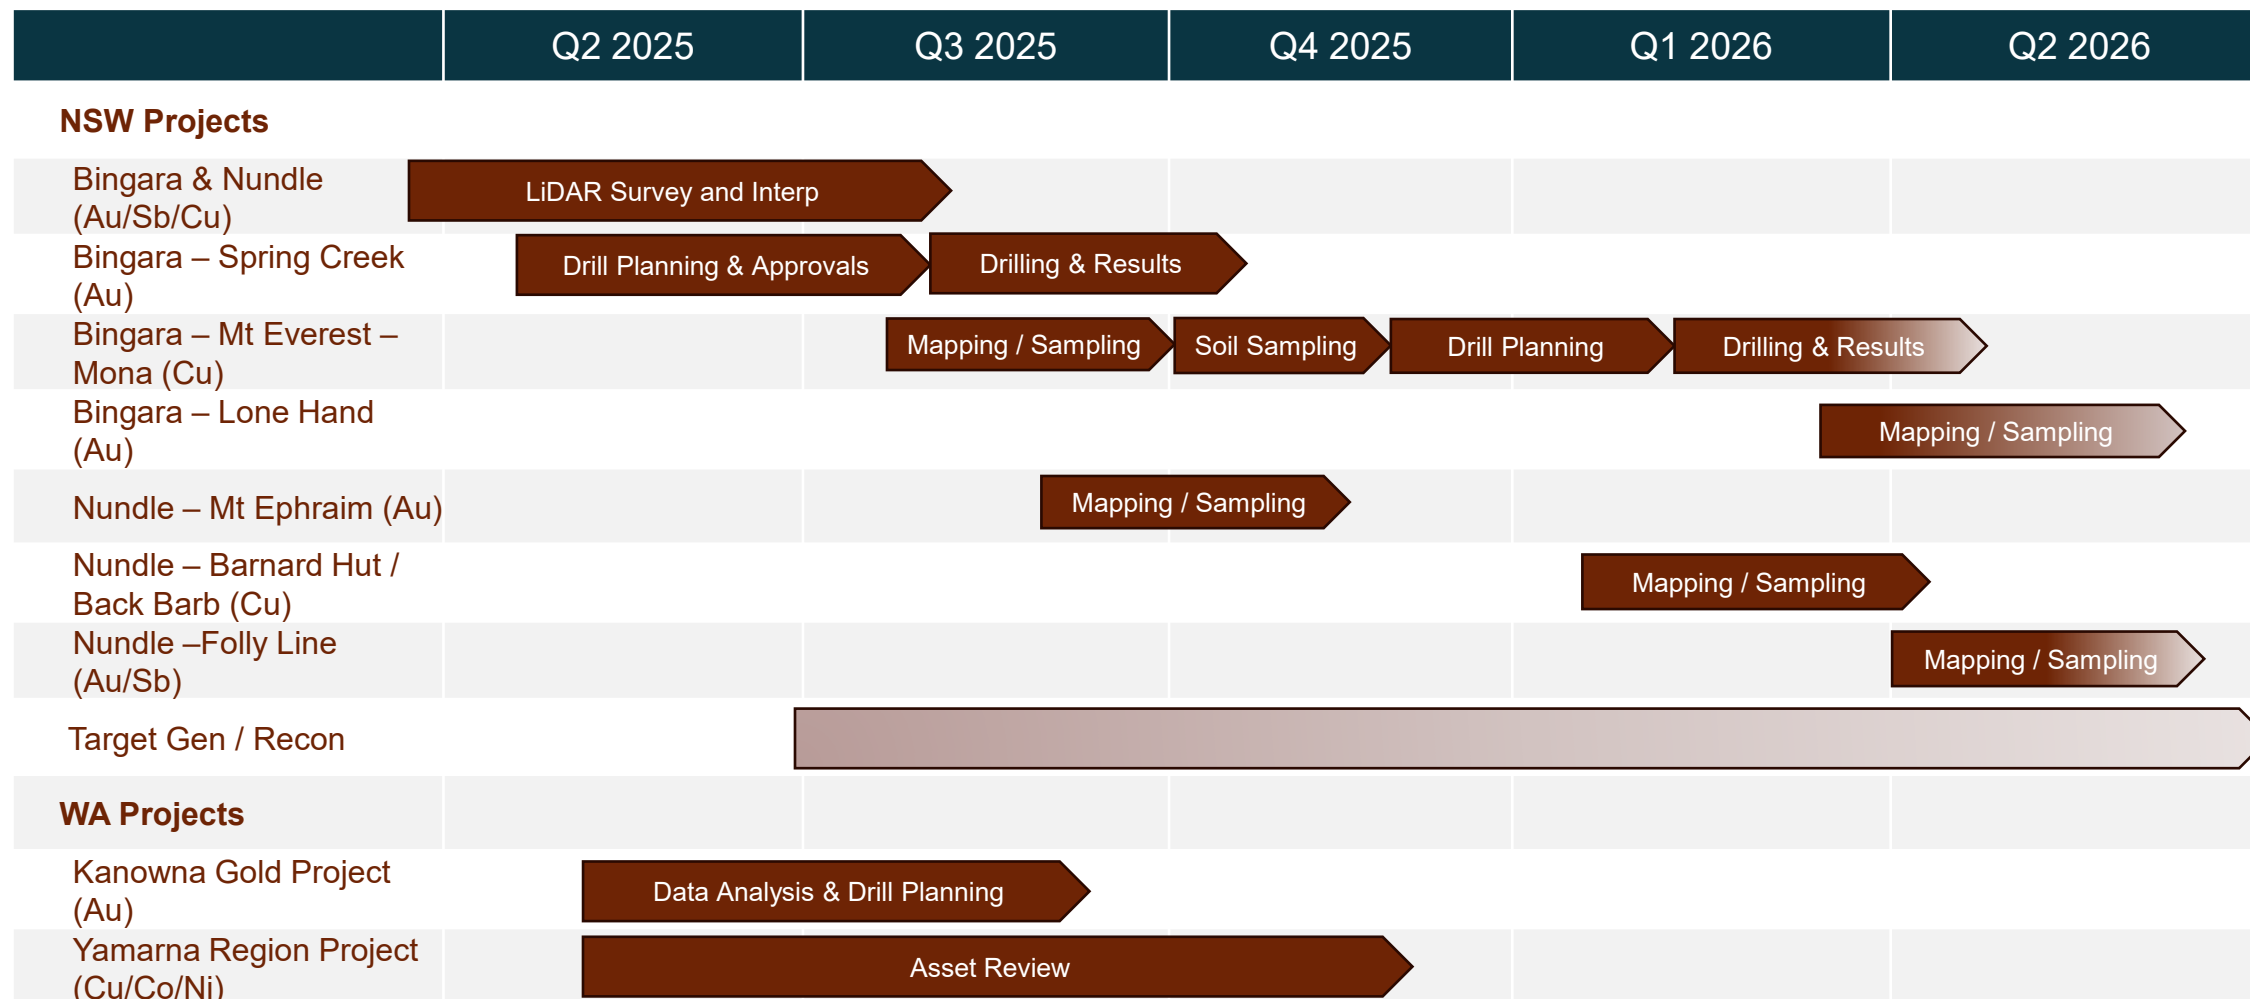 Q2 2025 Q3 2025 Q4 2025 Q1 2026 Q2 2026
NSW Projects
Bingara & Nundle
(Au/Sb/Cu)
LiDAR Survey and Interp
Bingara – Spring Creek
(Au)
Drill Planning & Approvals Drilling & Results
Bingara – Mt Everest –
Mona (Cu)
Mapping / Sampling Soil Sampling Drill Planning Drilling & Results
Bingara – Lone Hand
(Au)
Mapping / Sampling
Nundle – Mt Ephraim (Au)
Mapping / Sampling
Nundle – Barnard Hut /
Back Barb (Cu)
Mapping / Sampling
Nundle –Folly Line
(Au/Sb)
Mapping / Sampling
Target Gen / Recon
WA Projects
Kanowna Gold Project
(Au)
Data Analysis & Drill Planning
Yamarna Region Project
(Cu/Co/Ni)
Asset Review